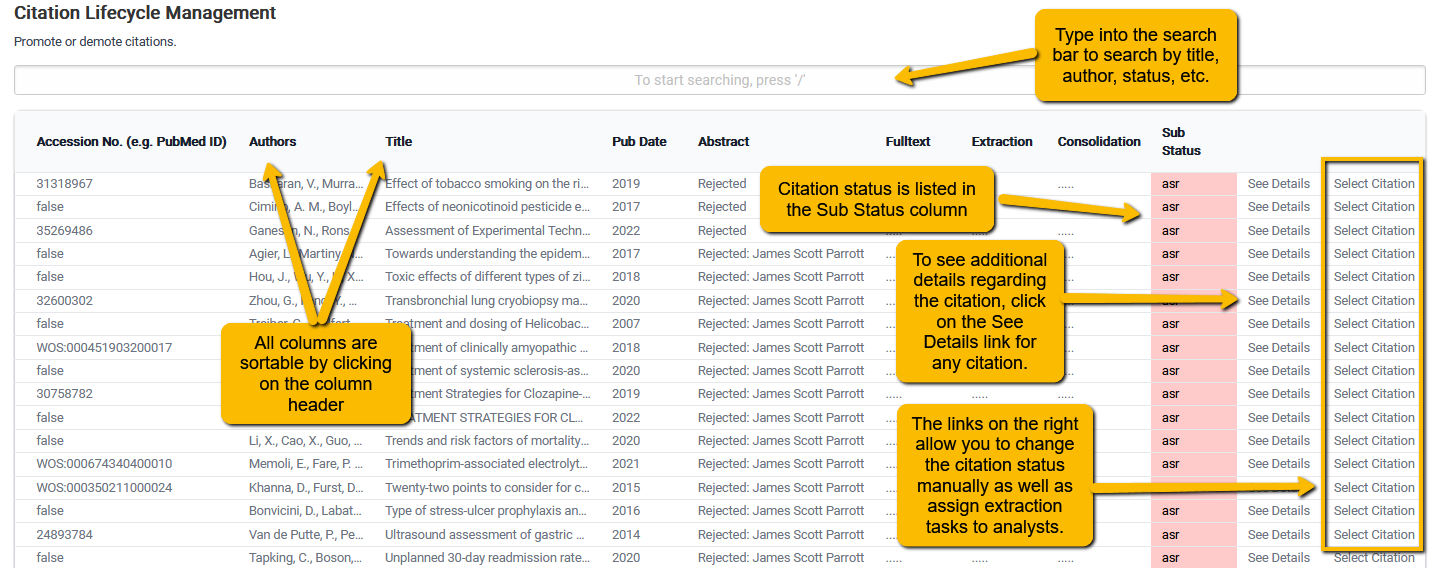 Citation Lifecycle Management
Promote or demote citations.
To start searching, press '/'
Type into the search
bar to search by title,
author, status, etc.
Accession No. (e.g. PubMed ID) Authors Title Pub Date Abstract Fulltext Extraction Consolidation Sub Status
31318967 Murra... Effect of tobacco smoking on the ri... 2019 Rejected ..... asr See Details Select Citation
false A. M., Boyl... Effects of neonicotinoid pesticide e... 2017 Rejected asr See Details Select Citation
35269486 N., Rons... Assessment of Experimental Techn... 2022 Rejected ..... asr See Details Select Citation
false Agier, L., Martiny, Towards understanding the epidem... 2017 Rejected: James Scott Parrott asr See Details Select Citation
false Hou, J., Y., X... Toxic effects of different types of zi... 2018 Rejected: James Scott Parrott asr See Details Select Citation
32600302 Zhou, G., Y., Transbronchial lung cryobiopsy ma... 2020 Rejected: James Scott Parrott asr See Details Select Citation
false Treatment and dosing of Helicobac... 2007 Rejected: James Scott Parrott asr See Details Select Citation
WOS:000451903200017 of clinically amyopathic ... 2018 Rejected: James Scott Parrott asr See Details Select Citation
false of systemic sclerosis-as... 2020 Rejected: James Scott Parrott asr See Details Select Citation
30758782 Strategies for Clozapine-... 2019 Rejected: James Scott Parrott ..... ..... ..... asr See Details Select Citation
false STRATEGIES FOR CL... 2022 Rejected: James Scott Parrott asr See Details Select Citation
false Li, X., Cao, X., Guo, ... Trends and risk factors of mortality... 2020 Rejected: James Scott Parrott asr See Details Select Citation
WOS:000674340400010 Memoli, E., Fare, P. ... Trimethoprim-associated electrolyt... 2021 Rejected: James Scott Parrott asr See Details Select Citation
WOS:000350211000024 Khanna, D., Furst, D... Twenty-two points to consider for c... 2015 Rejected: James Scott Parrott See Details Select Citation
false Bonvicini, D., Labat... Type of stress-ulcer prophylaxis an... 2016 Rejected: James Scott Parrott asr See Details Select Citation
24893784 Van de Putte, P., Pe... Ultrasound assessment of gastric ... 2014 Rejected: James Scott Parrott asr See Details Select Citation
false Tapking, C., Boson,... Unplanned 30-day readmission rate... 2020 Rejected: James Scott Parrott ..... ..... ..... asr See Details Select Citation
Citation status is listed in
the Sub Status column
To see additional
details regarding
the citation, click
on the See
Details link for
any citation.
All columns are
sortable by clicking
on the column
header
The links on the right
allow you to change
the citation status
manually as well as
assign extraction
tasks to analysts.